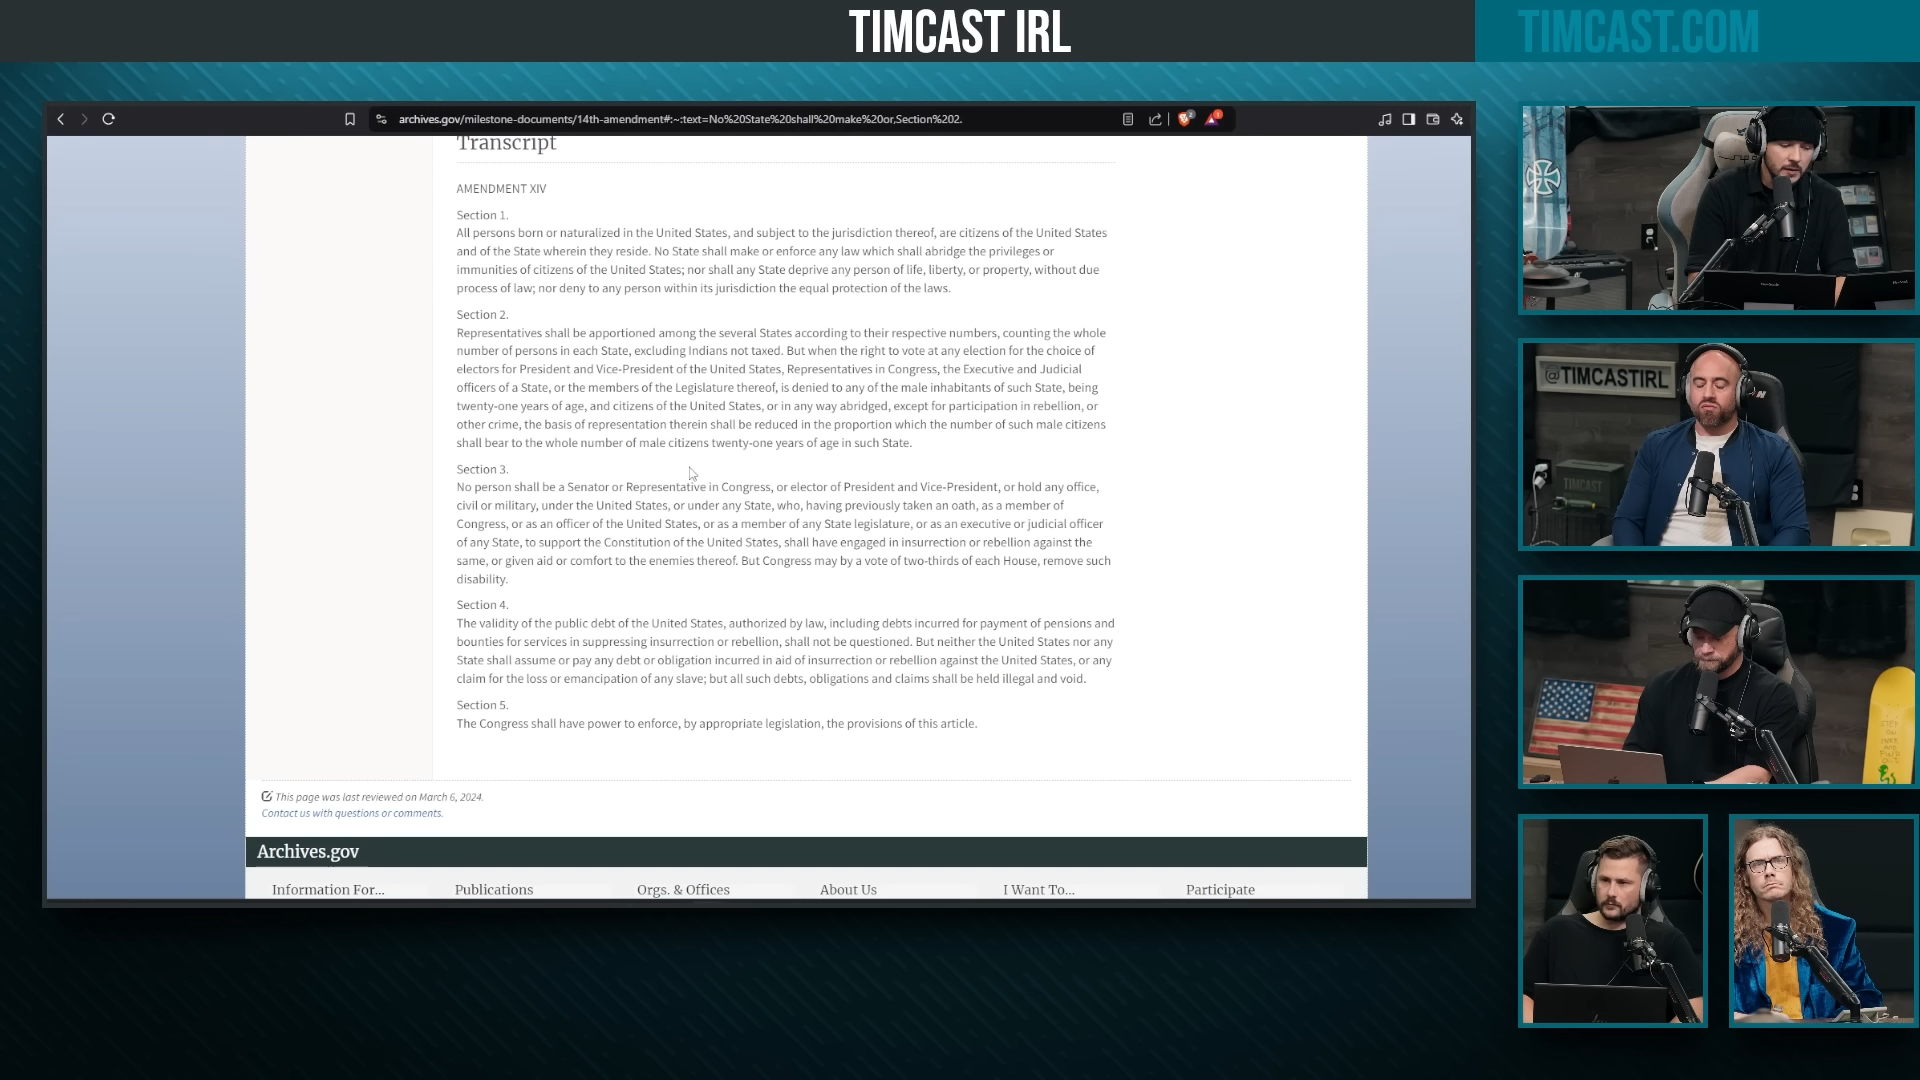 TIMCAST IRL
TIMCAST.COM
archives.gov/milestone-documents/14th-amendment#:~:text=No%20State%20shall%20make%20or,Section%202.
Transcript
AMENDMENT XIV
Section 1.
All persons born or naturalized in the United States, and subject to the jurisdiction thereof, are citizens of the United States
and of the State wherein they reside. No State shall make or enforce any law which shall abridge the privileges or
immunities of citizens of the United States; nor shall any State deprive any person of life, liberty, or property, without due
process of law; nor deny to any person within its jurisdiction the equal protection of the laws.
Section 2.
Representatives shall be apportioned among the several States according to their respective numbers, counting the whole
number of persons in each State, excluding Indians not taxed. But when the right to vote at any election for the choice of
electors for President and Vice-President of the United States, Representatives in Congress, the Executive and Judicial
officers of a State, or the members of the Legislature thereof, is denied to any of the male inhabitants of such State, being
twenty-one years of age, and citizens of the United States, or in any way abridged, except for participation in rebellion, or
other crime, the basis of representation therein shall be reduced in the proportion which the number of such male citizens
shall bear to the whole number of male citizens twenty-one years of age in such State.
Section 3.
No person shall be a Senator or Representative in Congress, or elector of President and Vice-President, or hold any office,
civil or military, under the United States, or under any State, who, having previously taken an oath, as a member of
Congress, or as an officer of the United States, or as a member of any State legislature, or as an executive or judicial officer
of any State, to support the Constitution of the United States, shall have engaged in insurrection or rebellion against the
same, or given aid or comfort to the enemies thereof. But Congress may by a vote of two-thirds of each House, remove such
disability.
Section 4.
The validity of the public debt of the United States, authorized by law, including debts incurred for payment of pensions and
bounties for services in suppressing insurrection or rebellion, shall not be questioned. But neither the United States nor any
State shall assume or pay any debt or obligation incurred in aid of insurrection or rebellion against the United States, or any
claim for the loss or emancipation of any slave; but all such debts, obligations and claims shall be held illegal and void.
Section 5.
The Congress shall have power to enforce, by appropriate legislation, the provisions of this article.
This page was last reviewed on March 6, 2024.
Contact us with questions or comments.
Archives.gov
Information For...
Publications
Orgs. & Offices
About Us
I Want To...
Participate
@TIMCASTIRL
TIMCAST
STEP
ON
AND
FIND
OUT